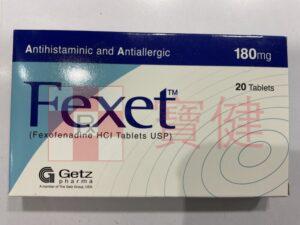 Antihistaminic and Antiallergic
180mg
20 Tablets
Fexet™
Rx
(Fexofenadine HCl Tablets USP)
寶健
Getz
pharma
A member of The Getz Group, USA